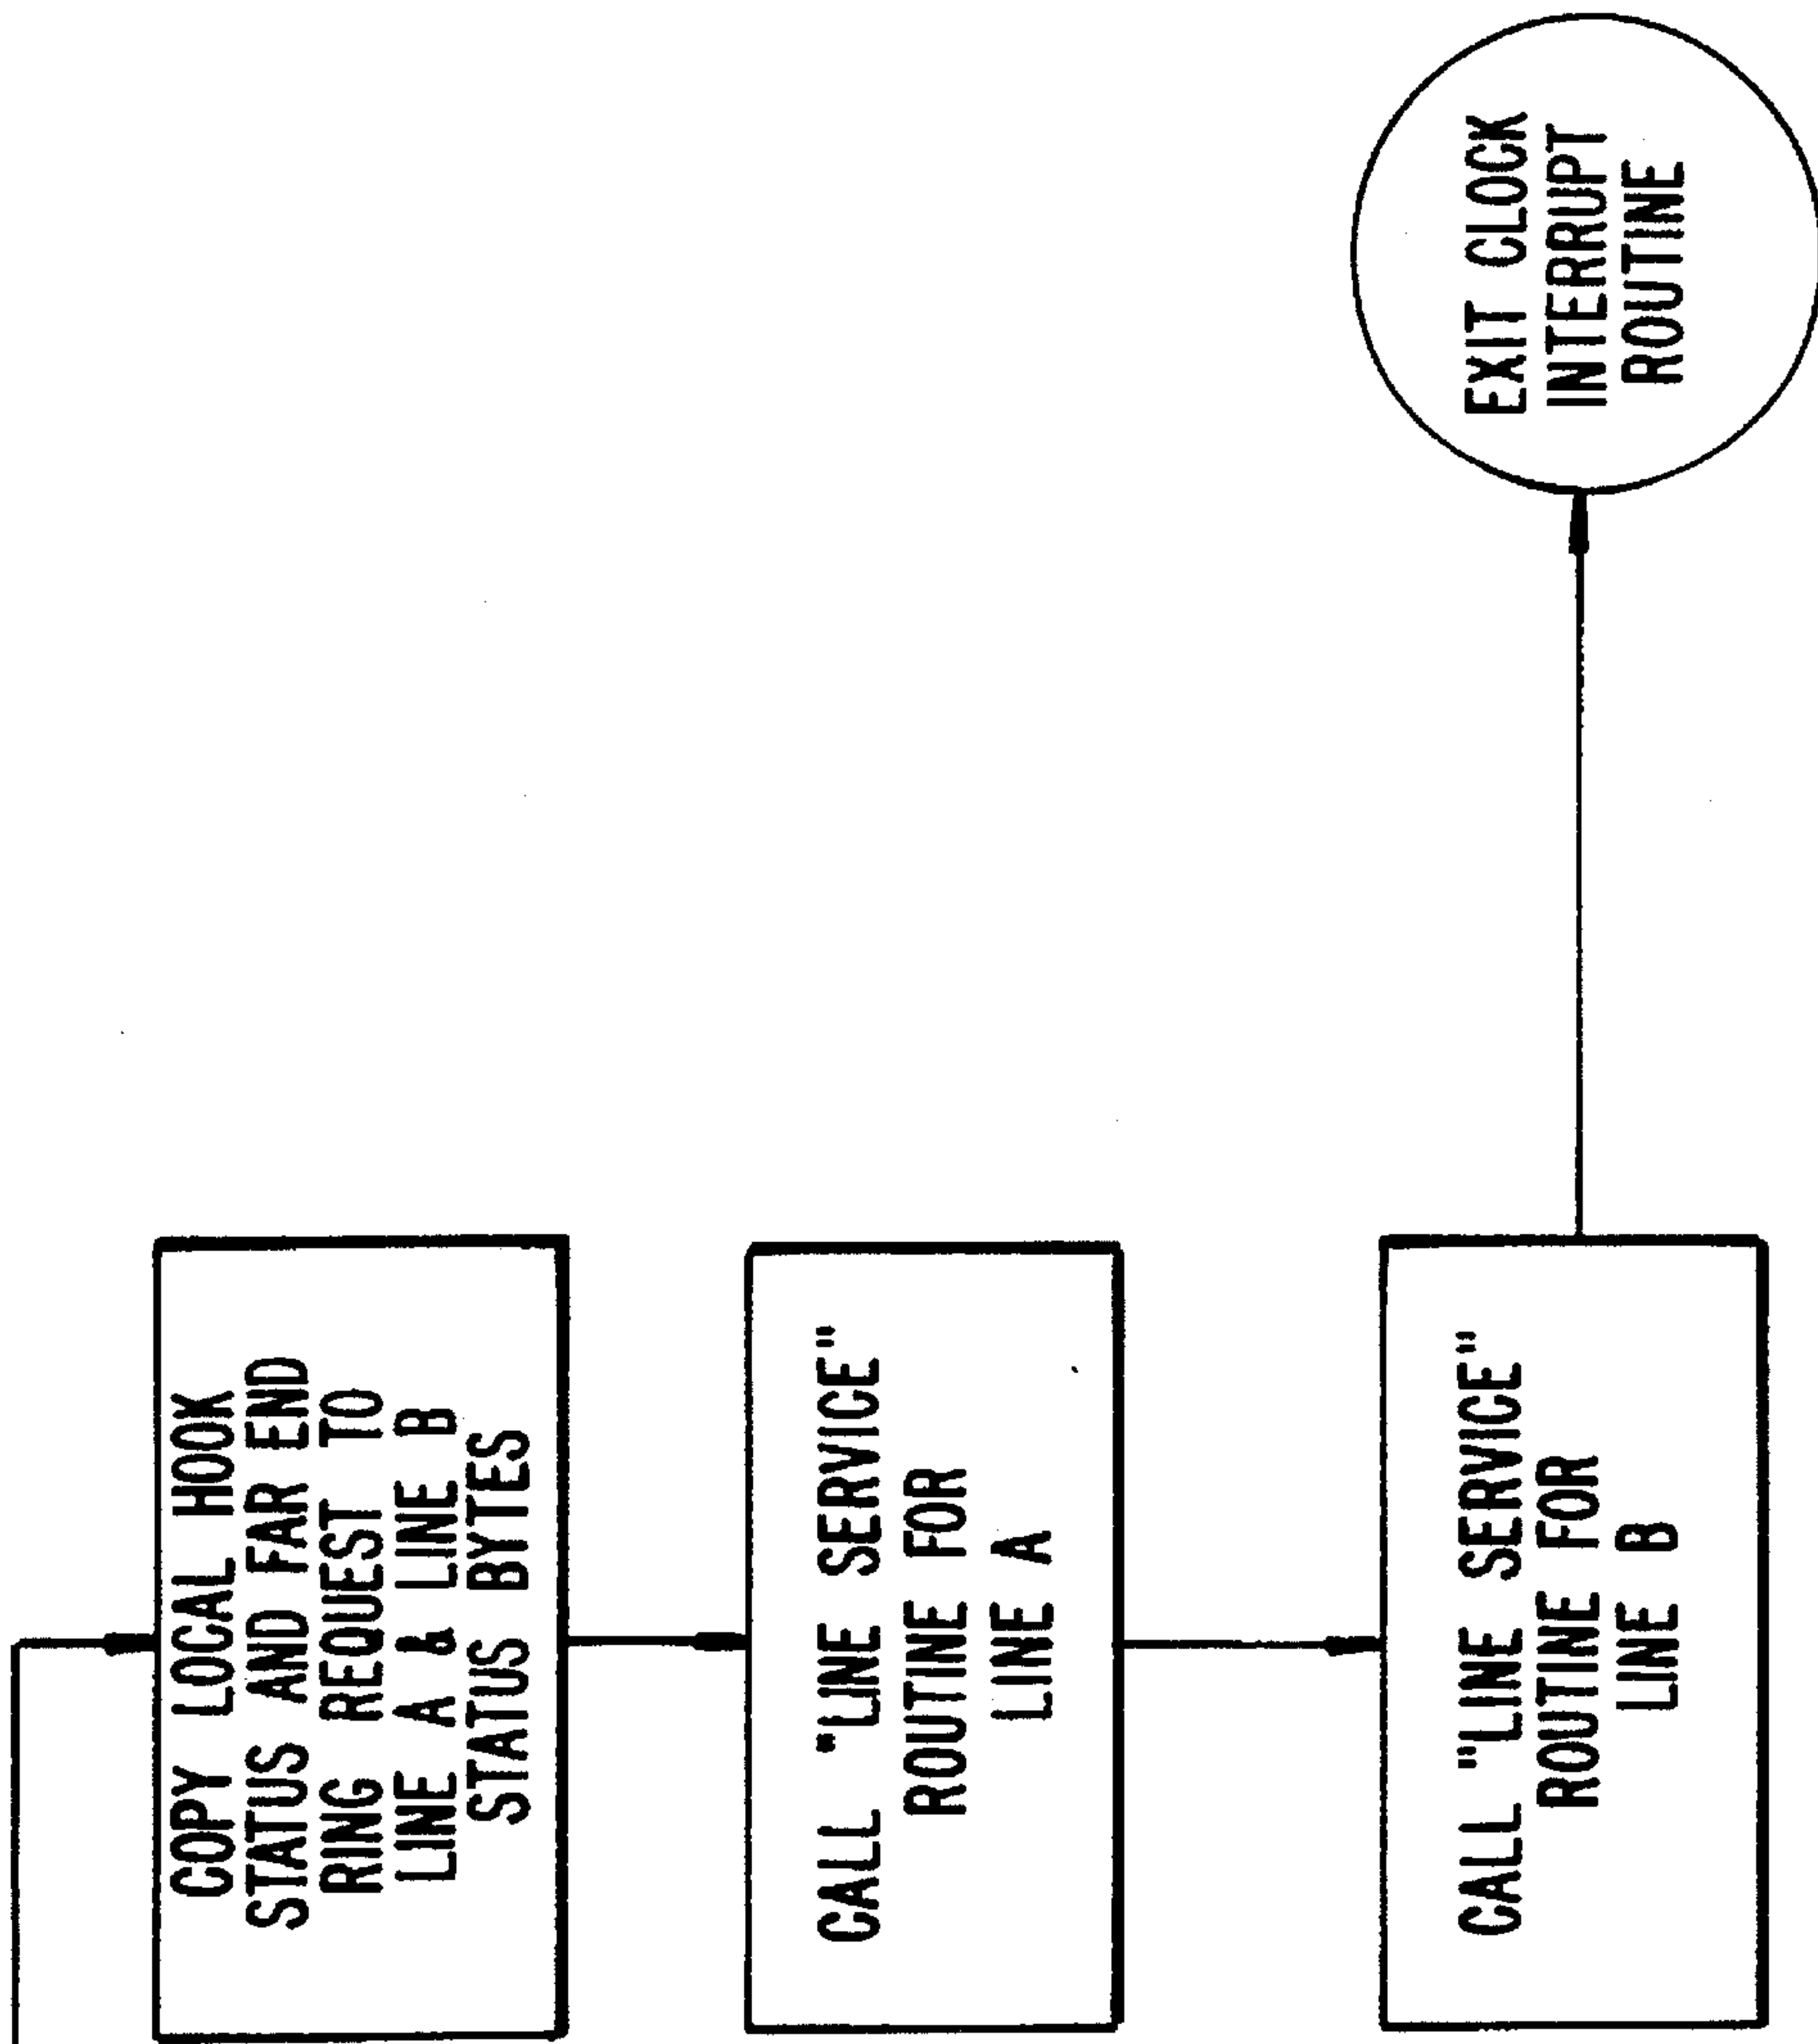 COPY LOCAL HOOK
STATUS AND FAR END
RING REQUEST TO
LINE A & LINE B
STATUS BYTES
CALL "LINE SERVICE"
ROUTINE FOR
LINE A
CALL "LINE SERVICE"
ROUTINE FOR
LINE B
EXIT CLOCK
INTERRUPT
ROUTINE